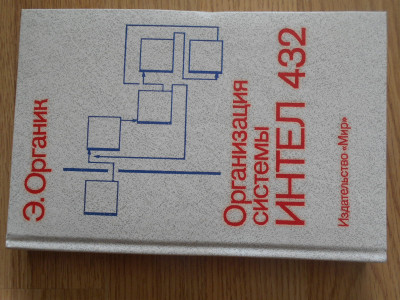 Э. Органик
Организация
системы
ИНТЕЛ 432
Издательство «Мир»